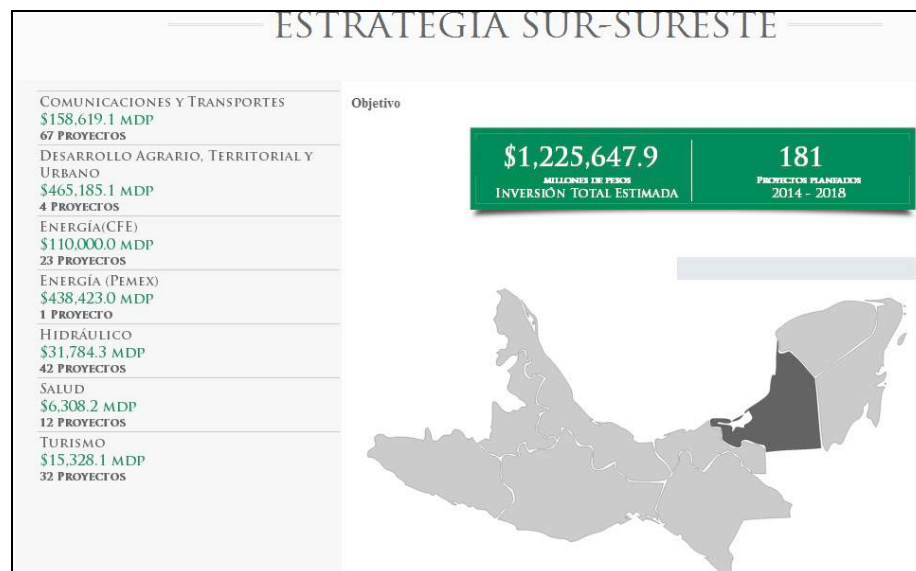 ESTRATEGIA SUR-SURESTE
COMUNICACIONES Y TRANSPORTES
$158,619.1 MDP
67 PROYECTOS
DESARROLLO AGRARIO, TERRITORIAL Y
URBANO
$465,185.1 MDP
4 PROYECTOS
ENERGÍA(CFE)
$110,000.0 MDP
23 PROYECTOS
ENERGÍA (PEMEX)
$438,423.0 MDP
1 PROYECTO
HIDRÁULICO
$31,784.3 MDP
42 PROYECTOS
SALUD
$6,308.2 MDP
12 PROYECTOS
TURISMO
$15,328.1 MDP
32 PROYECTOS
Objetivo
$1,225,647.9
MILLONES DE PESOS
INVERSIÓN TOTAL ESTIMADA
181
PROYECTOS PLANEADOS
2014 - 2018